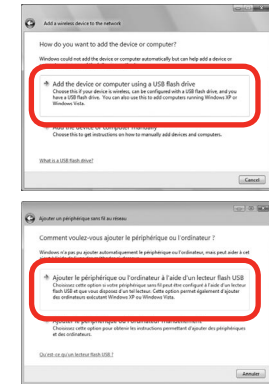 Add a wireless device to the network
How do you want to add the device or computer?
Windows could not add the device or computer automatically but can help add a device or
Add the device or computer using a USB flash drive
Choose this if your device is wireless, can be configured with a USB flash drive, and you
have a USB flash drive. You can also use this to add computers running Windows XP or
Windows Vista.
Add the device or computer manually
Choose this to get instructions on how to manually add devices and computers.
What is a USB flash drive?
Cancel
Ajouter un périphérique sans fil au réseau
Comment voulez-vous ajouter le périphérique ou l'ordinateur ?
Windows n'a pas pu ajouter automatiquement le périphérique ou l'ordinateur, mais peut aider à cet
Ajouter le périphérique ou l'ordinateur à l'aide d'un lecteur flash USB
Choisissez cette option si votre périphérique sans fil peut être configuré à l'aide d'un lecteur
flash USB et que vous disposez d'un tel lecteur. Cette option permet également d'ajouter
des ordinateurs exécutant Windows XP ou Windows Vista.
Ajouter le périphérique ou l'ordinateur manuellement
Choisissez cette option pour obtenir les instructions permettant d'ajouter des périphériques
et des ordinateurs.
Qu'est-ce qu'un lecteur flash USB ?
Annuler